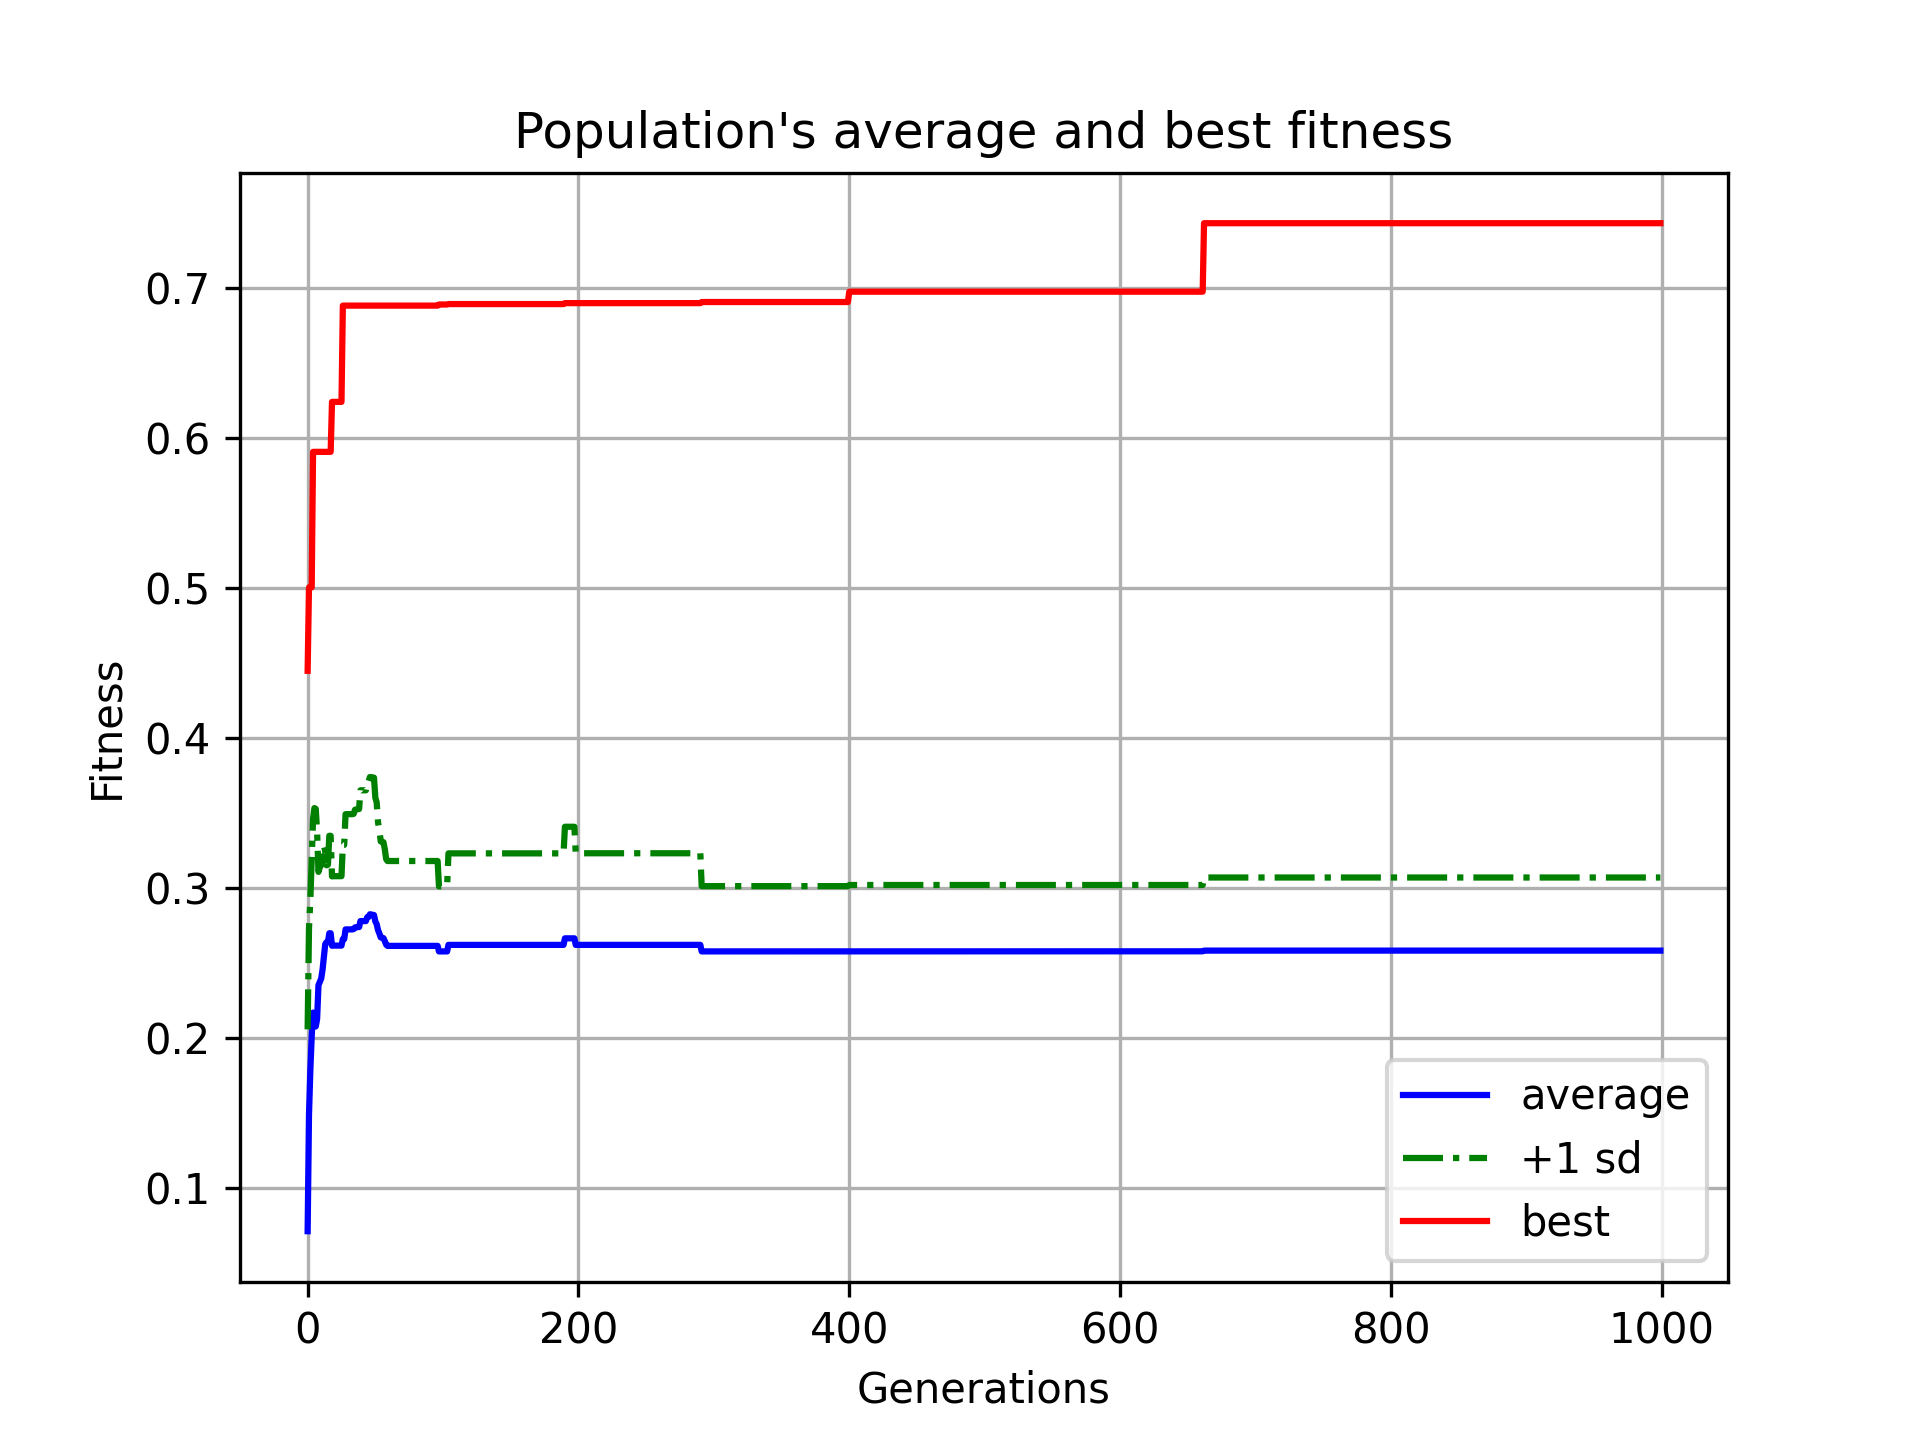 Population's average and best fitness
Fitness
0.7
0.6
0.5
0.4
0.3
0.2
0.1
0 200 400 600 800 1000
Generations
average
+1 sd
best